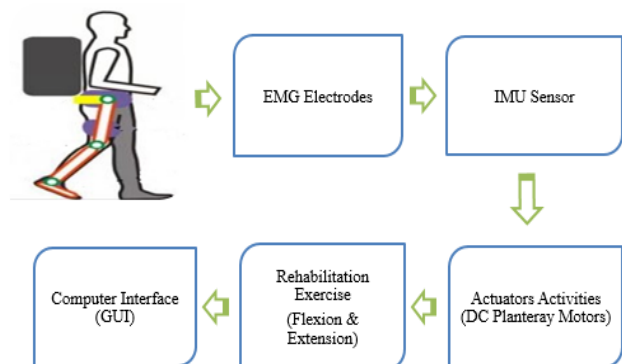 EMG Electrodes
IMU Sensor
Actuators Activities
(DC Planteray Motors)
Rehabilitation
Exercise
(Flexion &
Extension)
Computer Interface
(GUI)